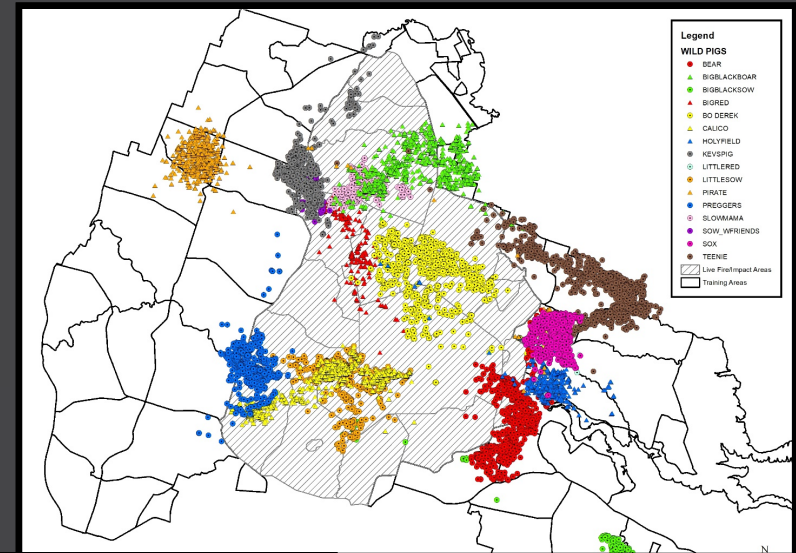 Legend
WILD PIGS
BEAR
BIGBLACKBOAR
BIGBLACKSOW
BIGRED
BO DEREK
CALICO
HOLYFIELD
KEVSPIG
LITTLERED
LITTLESOW
PIRATE
PREGGERS
SLOWMAMA
SOW_WFRIENDS
SOX
TEENIE
Live Fire/Impact Areas
Training Areas
N